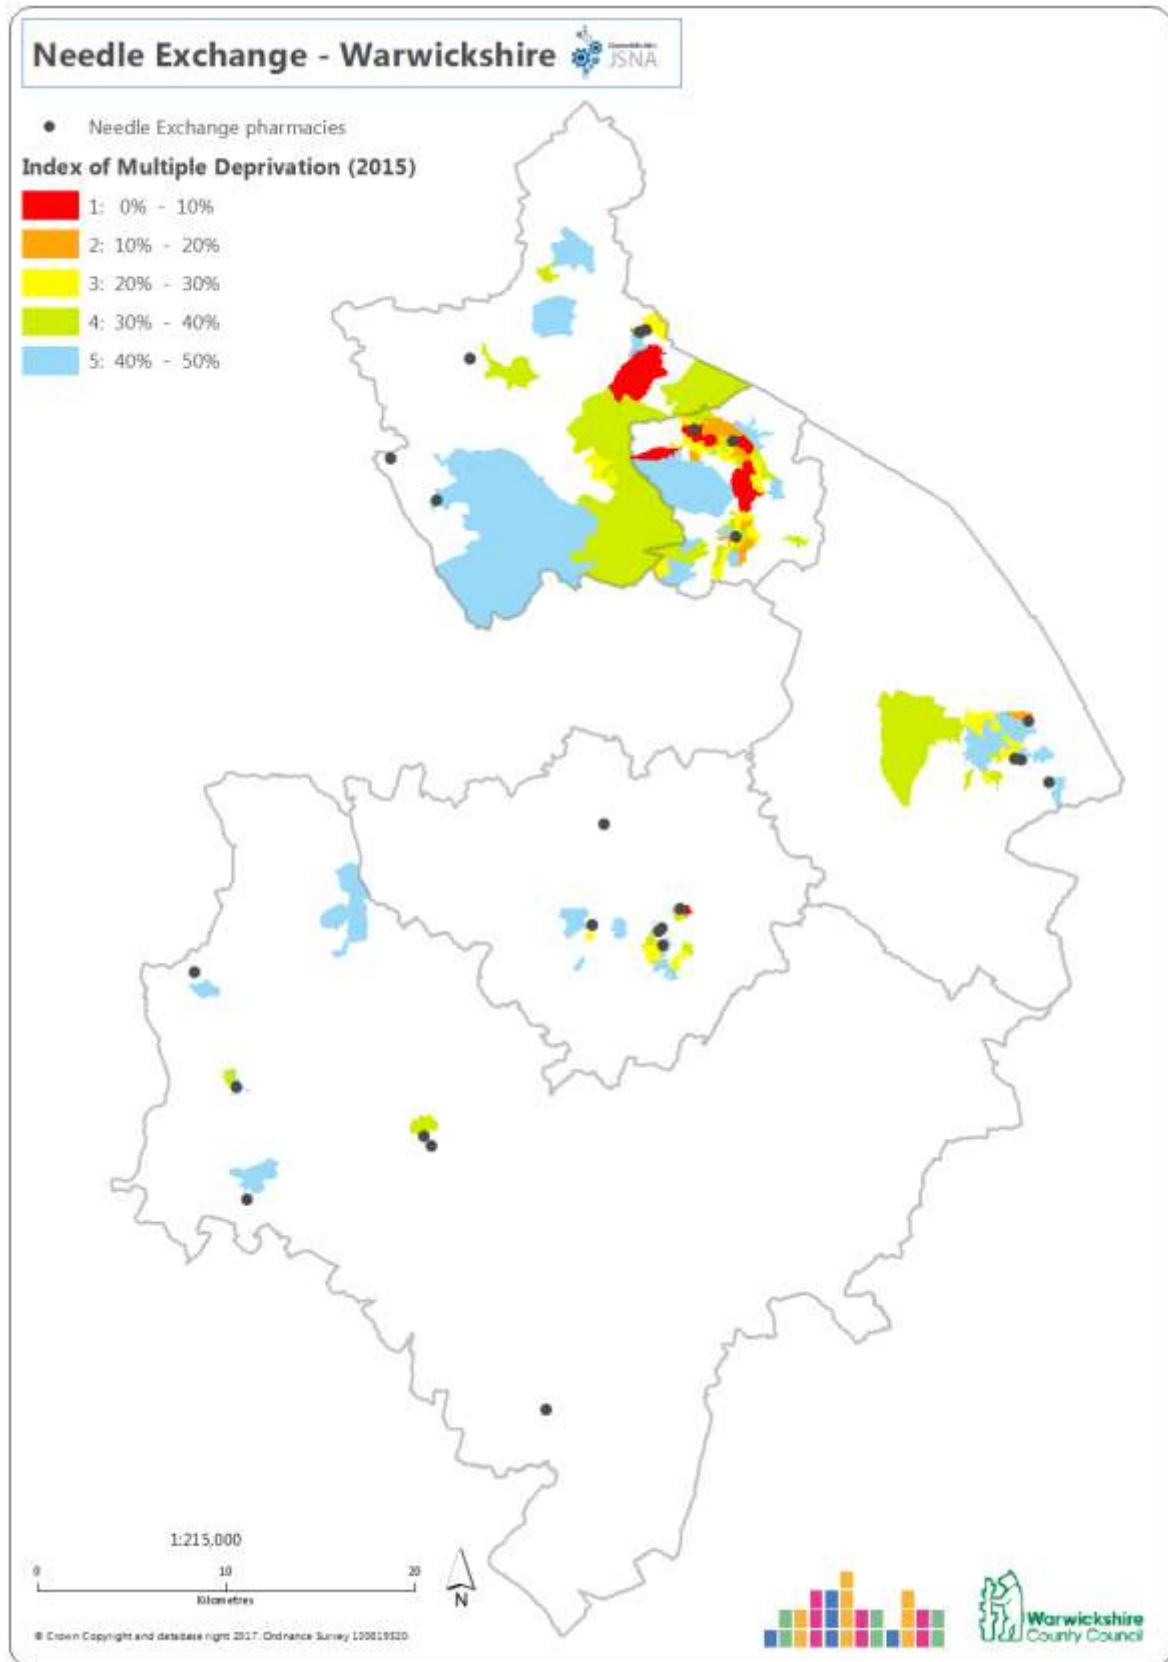 Needle Exchange - Warwickshire
JSNA
Needle Exchange pharmacies
Index of Multiple Deprivation (2015)
1: 0% - 10%
2: 10% - 20%
3: 20% - 30%
4: 30% - 40%
5: 40% - 50%
1:215,000
0 10 20
Kilometres
N
© Crown Copyright and database right 2017. Ordnance Survey 100019520.
Warwickshire
County Council